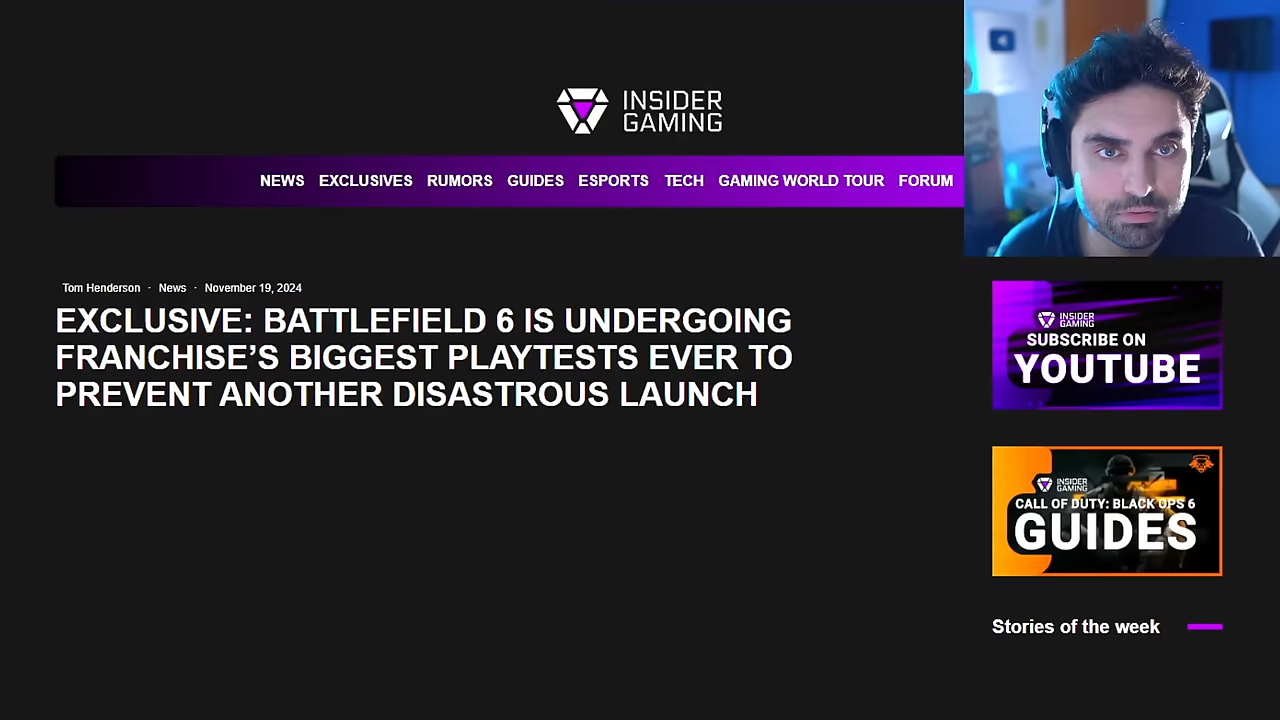 INSIDER
GAMING
NEWS EXCLUSIVES RUMORS GUIDES ESPORTS TECH GAMING WORLD TOUR FORUM
Tom Henderson · News · November 19, 2024
EXCLUSIVE: BATTLEFIELD 6 IS UNDERGOING
FRANCHISE’S BIGGEST PLAYTESTS EVER TO
PREVENT ANOTHER DISASTROUS LAUNCH
INSIDER
GAMING
SUBSCRIBE ON
YOUTUBE
INSIDER
GAMING
CALL OF DUTY: BLACK OPS 6
GUIDES
Stories of the week